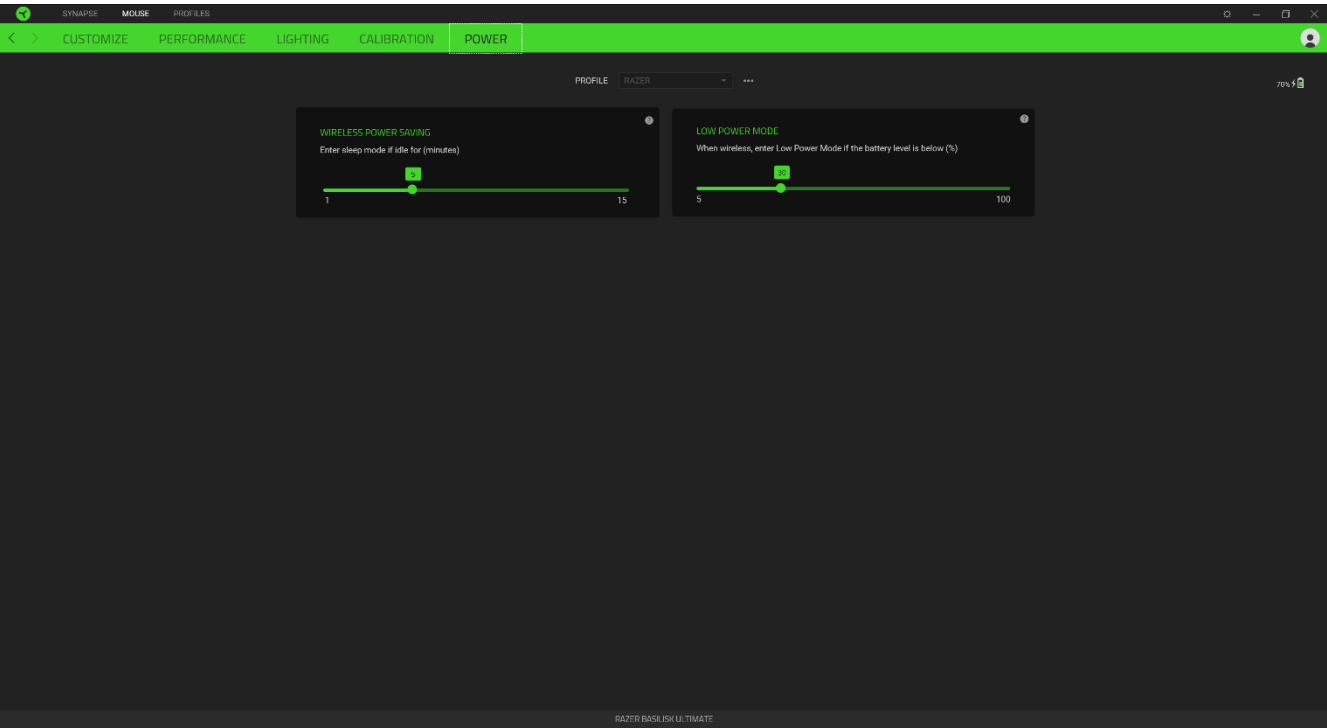 SYNAPSE MOUSE PROFILES
CUSTOMIZE PERFORMANCE LIGHTING CALIBRATION POWER
PROFILE RAZER
70%
WIRELESS POWER SAVING
Enter sleep mode if idle for (minutes)
5
1 15
LOW POWER MODE
When wireless, enter Low Power Mode if the battery level is below (%)
30
5 100
RAZER BASILISK ULTIMATE